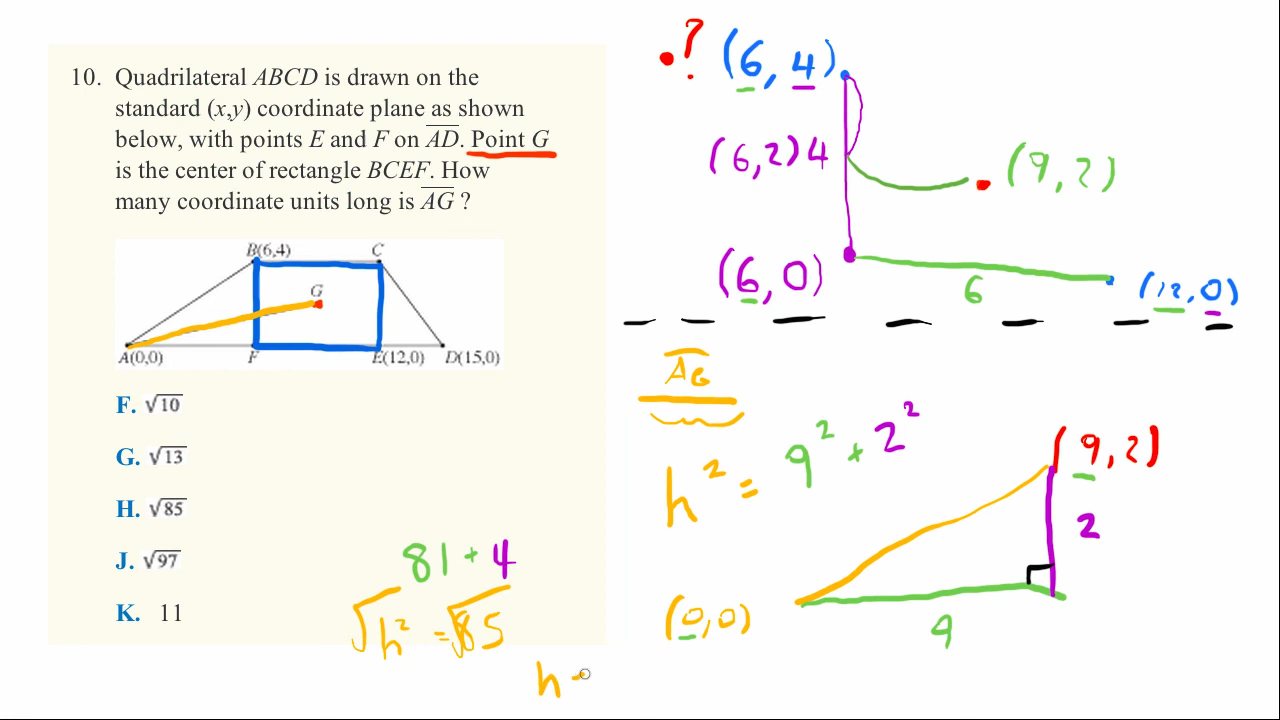 10. Quadrilateral ABCD is drawn on the
standard (x,y) coordinate plane as shown
below, with points E and F on AD. Point G
is the center of rectangle BCEF. How
many coordinate units long is AG ?
B(6,4) C
G
A(0,0) F E(12,0) D(15,0)
F. √10
G. √13
H. √85
J. √97
K. 11
81 + 4
√h² = √85
h =
? (6, 4)
(6,2) 4 (9,2)
(6,0) 6 (12,0)
AG
h² = 9² + 2²
(9,2)
2
(0,0) 9